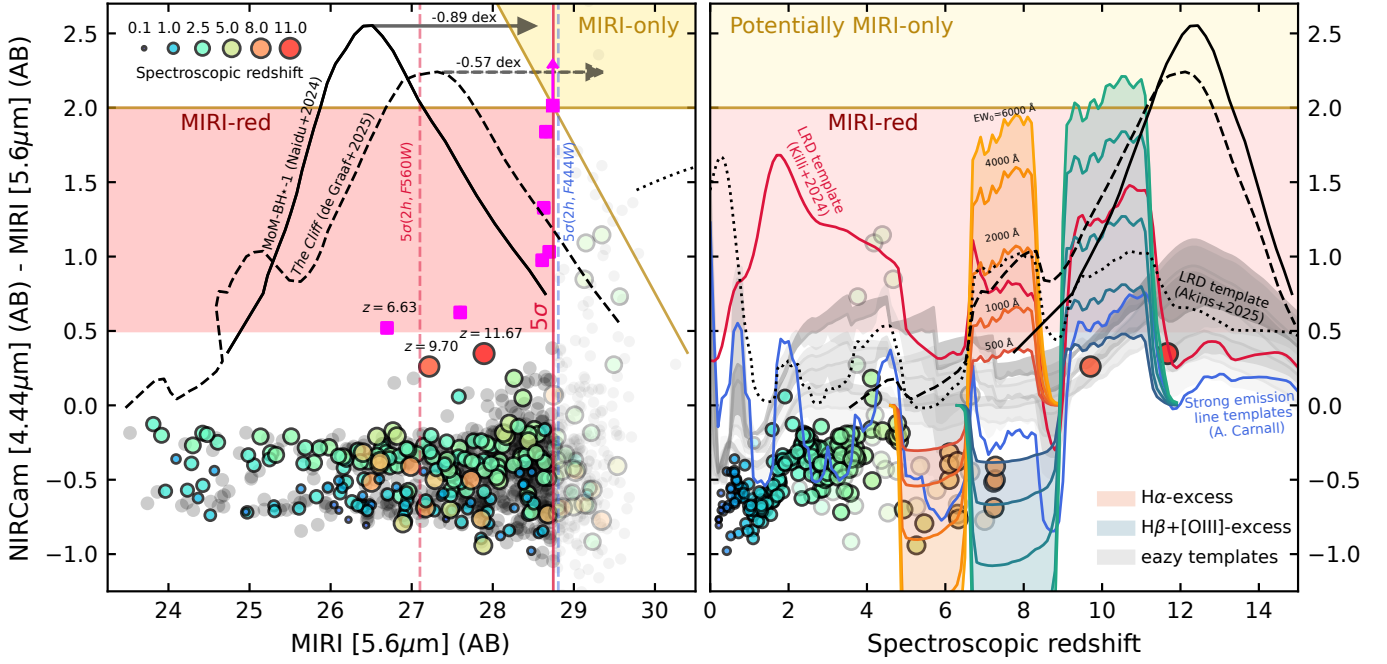 NIRCam [4.44μm] (AB) - MIRI [5.6μm] (AB)
2.5
2.0
1.5
1.0
0.5
0.0
−0.5
−1.0
0.1 1.0 2.5 5.0 8.0 11.0
Spectroscopic redshift
-0.89 dex
-0.57 dex
MIRI-only
MIRI-red
MoM-BH*-1 (Naidu+2024)
The Cliff (de Graaf+2025)
5σ(2h, F560W)
5σ(2h, F444W)
5σ
z = 6.63
z = 9.70
z = 11.67
24 25 26 27 28 29 30
MIRI [5.6μm] (AB)
Potentially MIRI-only
MIRI-red
LRD template
(Killi+2024)
EW₀=6000 Å
4000 Å
2000 Å
1000 Å
500 Å
LRD template
(Akins+2025)
Strong emission
line templates
(A. Carnall)
Hα-excess
Hβ+[OIII]-excess
eazy templates
2.5
2.0
1.5
1.0
0.5
0.0
−0.5
−1.0
0 2 4 6 8 10 12 14
Spectroscopic redshift